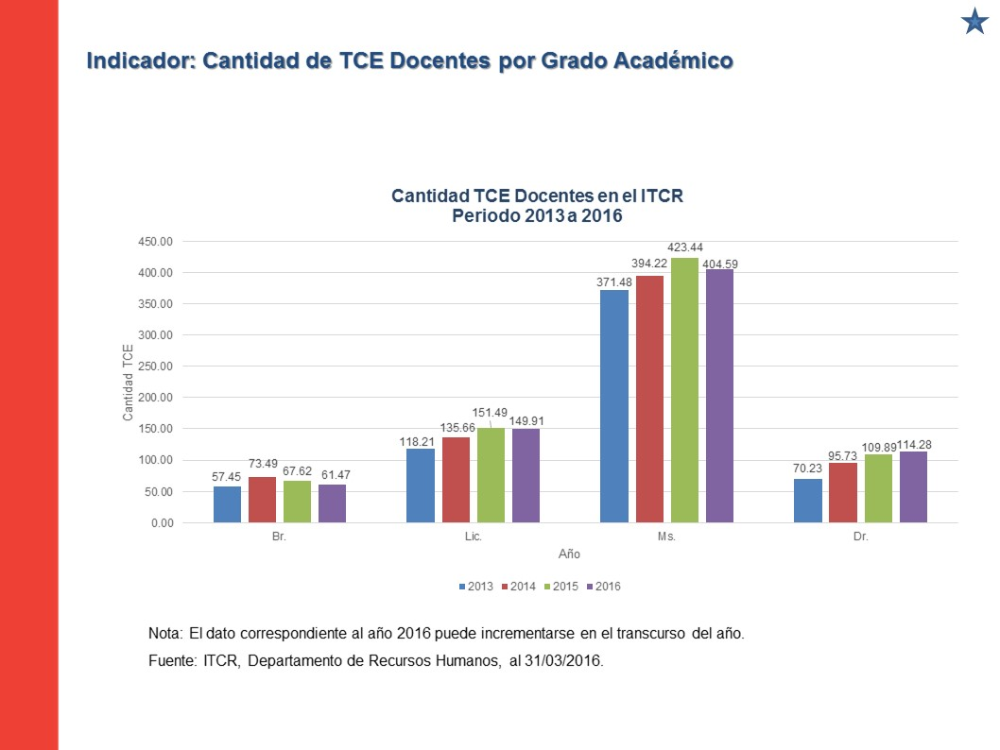 Indicador: Cantidad de TCE Docentes por Grado Académico
Cantidad TCE Docentes en el ITCR
Periodo 2013 a 2016
450.00
400.00
350.00
300.00
250.00
200.00
150.00
100.00
50.00
0.00
Cantidad TCE
57.45
73.49
67.62
61.47
118.21
135.66
151.49
149.91
371.48
394.22
423.44
404.59
70.23
95.73
109.89
114.28
Br.
Lic.
Ms.
Dr.
Año
2013 2014 2015 2016
Nota: El dato correspondiente al año 2016 puede incrementarse en el transcurso del año.
Fuente: ITCR, Departamento de Recursos Humanos, al 31/03/2016.